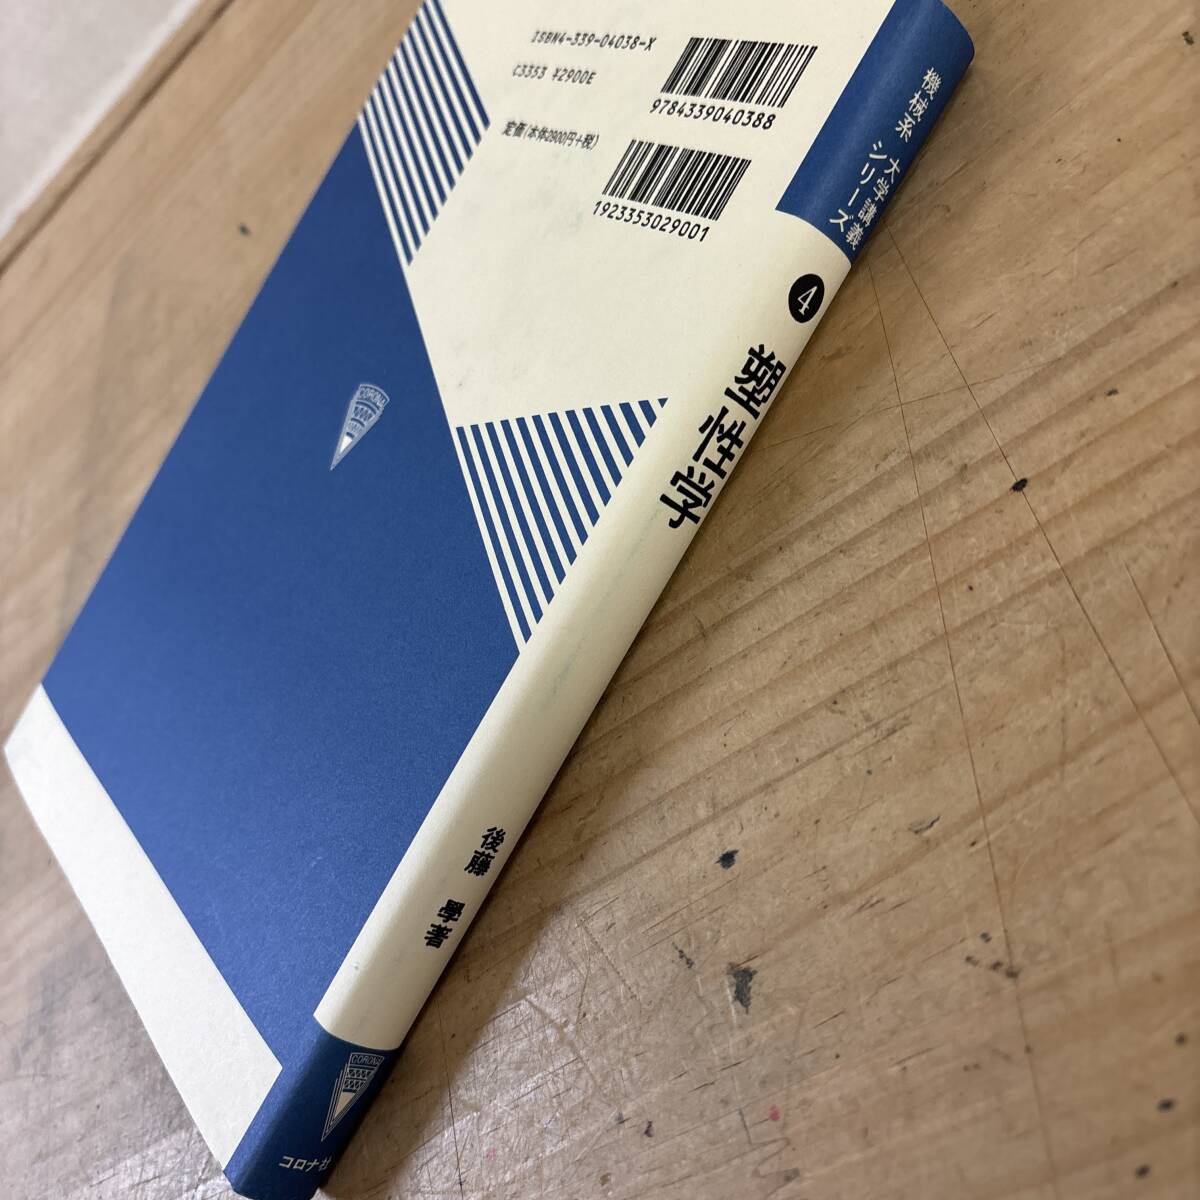 ISBN4-339-04038-X
C3353 ¥2900E
定価(本体2900円+税)
9784339040388
1923353029001
機械系 大学講義
シリーズ
4
塑性学
後藤 學著
CORONA
CORONA
コロナ社